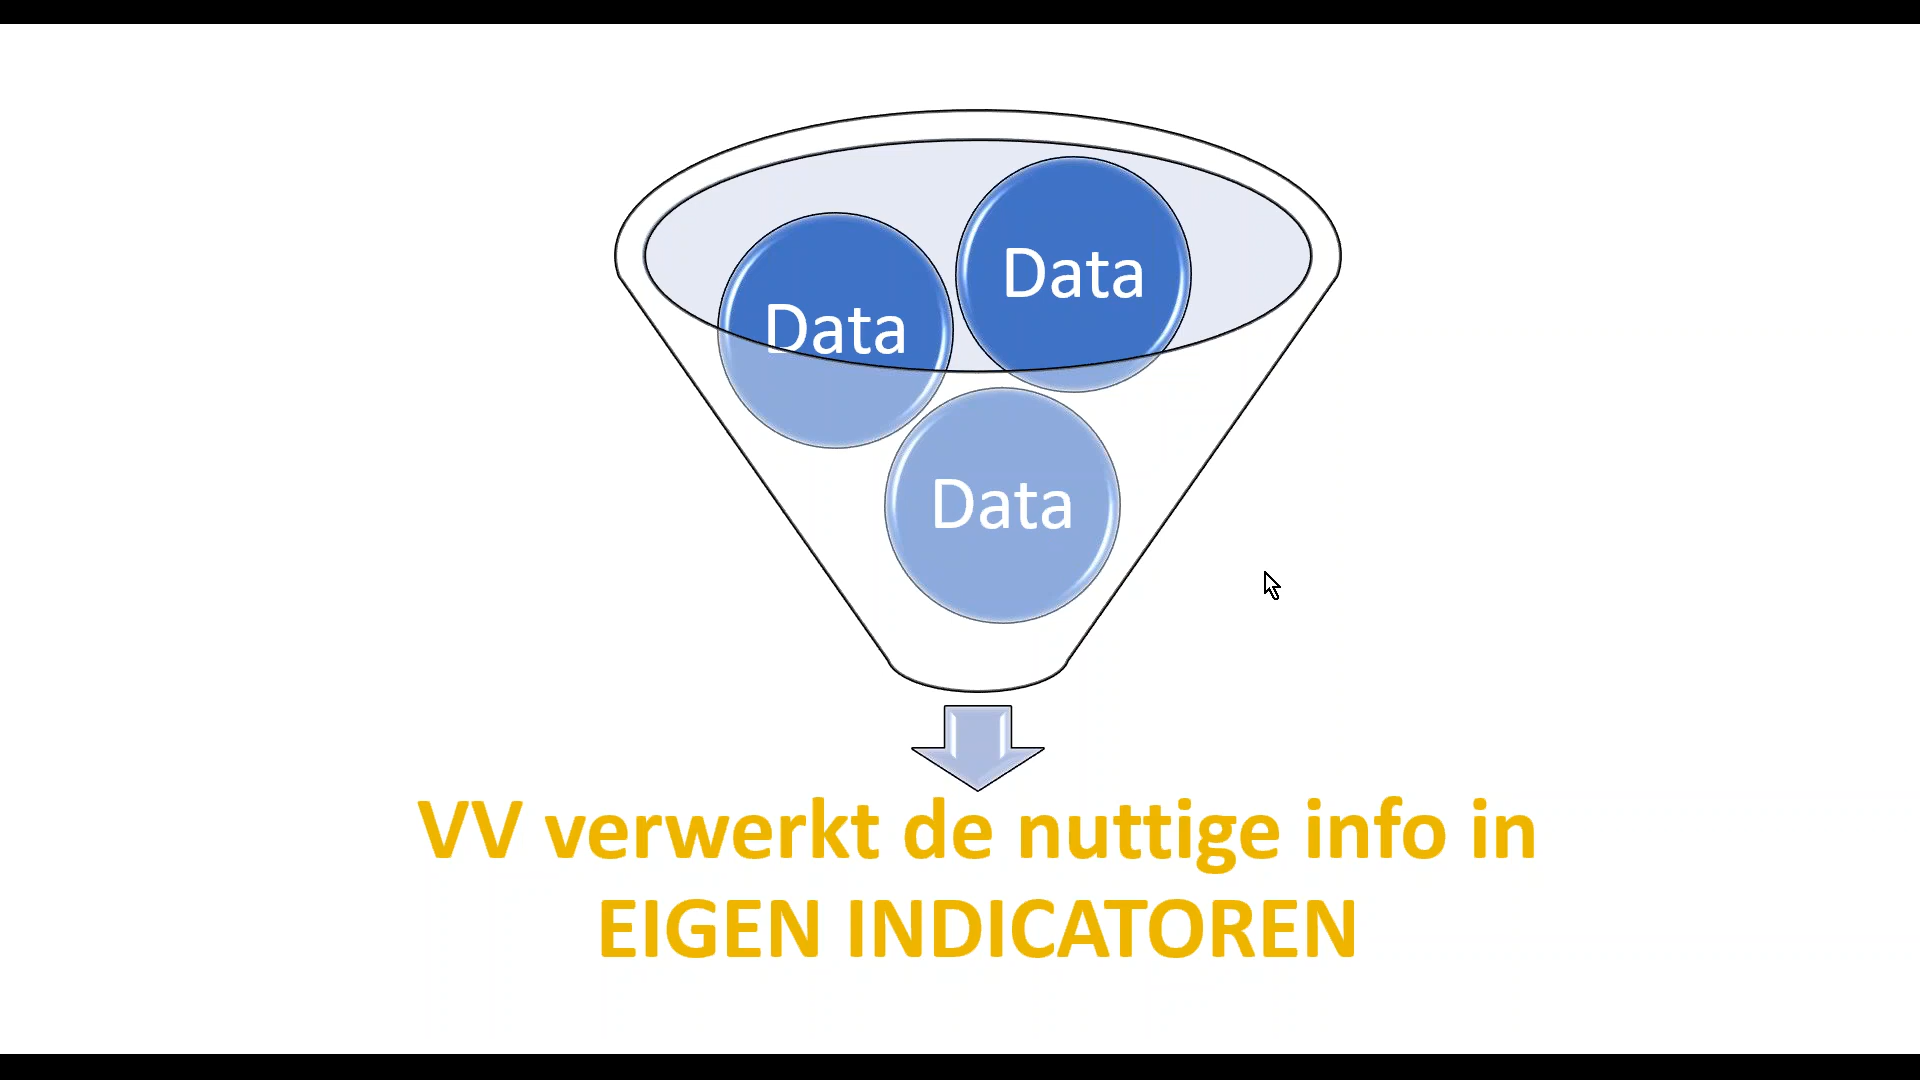 Data
Data
Data
VV verwerkt de nuttige info in
EIGEN INDICATOREN